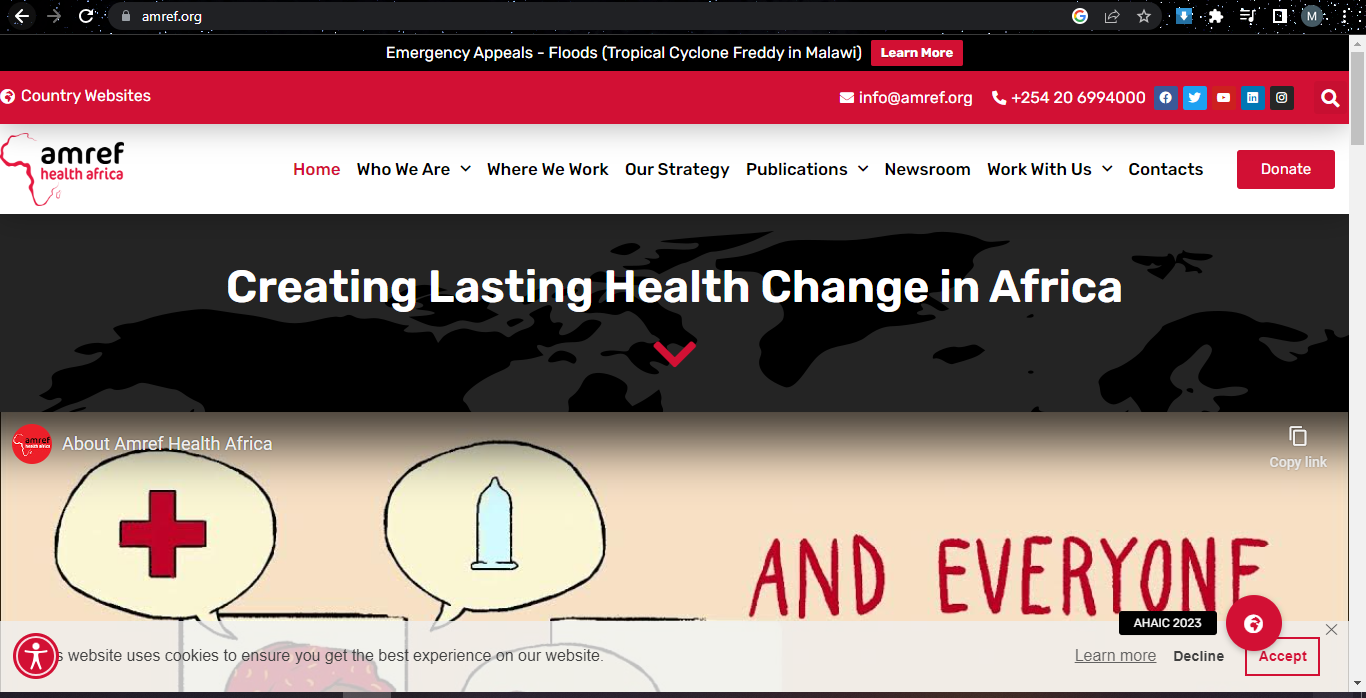 amref.org
M
Emergency Appeals - Floods (Tropical Cyclone Freddy in Malawi) Learn More
Country Websites info@amref.org +254 20 6994000
amref
health africa
Home Who We Are Where We Work Our Strategy Publications Newsroom Work With Us Contacts Donate
Creating Lasting Health Change in Africa
amref
health africa
About Amref Health Africa
Copy link
AND EVERYONE
AHAIC 2023
s website uses cookies to ensure you get the best experience on our website. Learn more Decline Accept